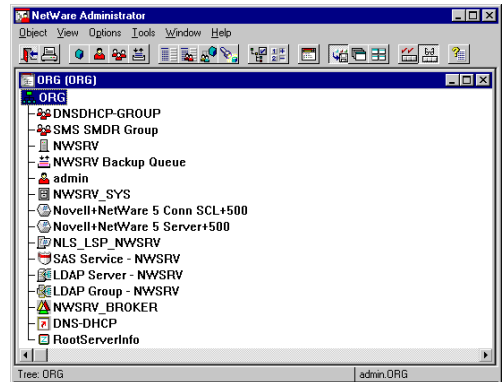 NetWare Administrator
Object View Options Tools Window Help
ORG (ORG)
ORG
DNSDHCP-GROUP
SMS SMDR Group
NWSRV
NWSRV Backup Queue
admin
NWSRV_SYS
Novell+NetWare 5 Conn SCL+500
Novell+NetWare 5 Server+500
NLS_LSP_NWSRV
SAS Service - NWSRV
LDAP Server - NWSRV
LDAP Group - NWSRV
NWSRV_BROKER
DNS-DHCP
RootServerInfo
Tree: ORG admin.ORG